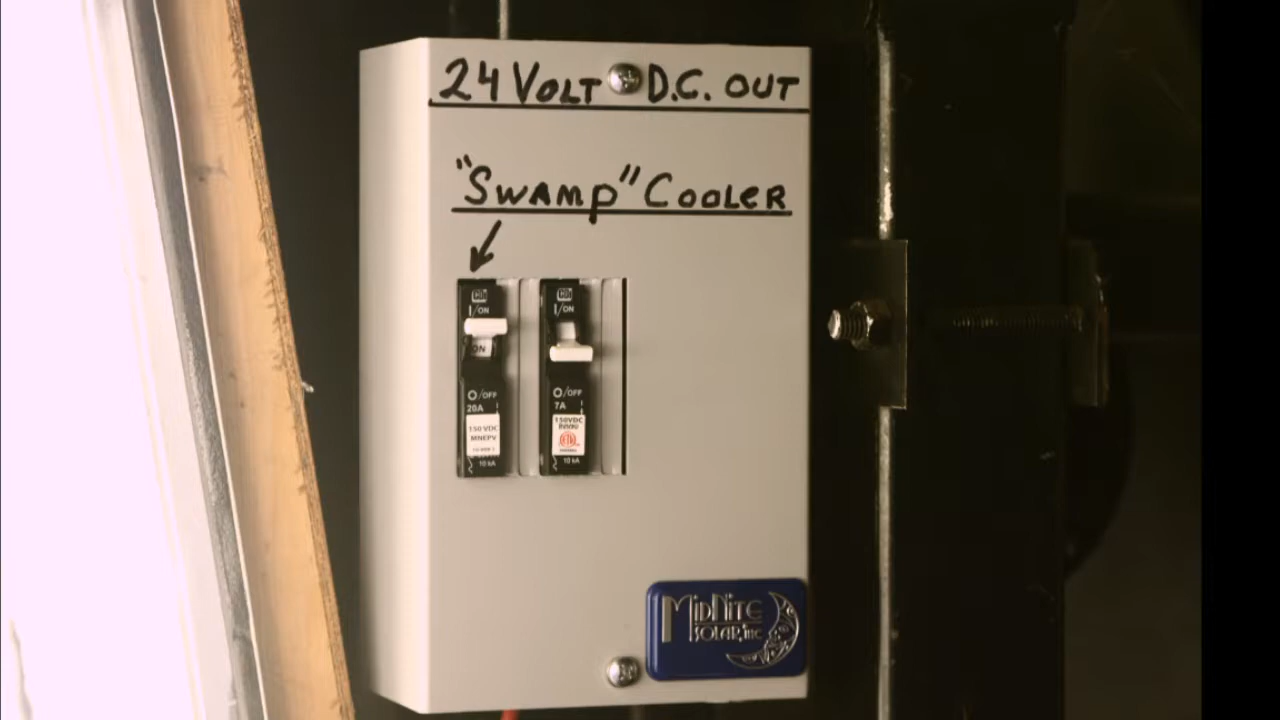 24 VOLT D.C. OUT
"SWAMP" COOLER
I/ON
ON
O/OFF
20A
150 VDC
MNEPV
10 kA
I/ON
O/OFF
7A
150VDC
10 kA
MIDNITE
SOLAR, INC